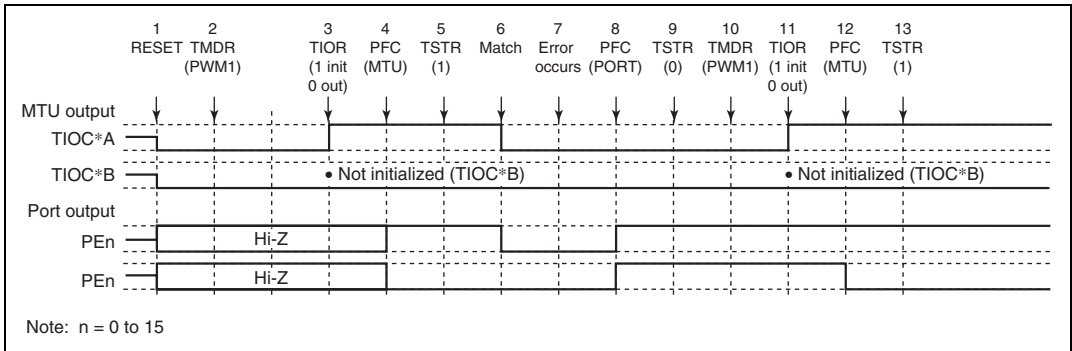 1 2 3 4 5 6 7 8 9 10 11 12 13
RESET TMDR TIOR PFC TSTR Match Error PFC TSTR TMDR TIOR PFC TSTR
(PWM1) (1 init (MTU) (1) occurs (PORT) (0) (PWM1) (1 init (MTU) (1)
0 out) 0 out)
MTU output
TIOC*A
TIOC*B • Not initialized (TIOC*B) • Not initialized (TIOC*B)
Port output
PEn Hi-Z
PEn Hi-Z
Note: n = 0 to 15